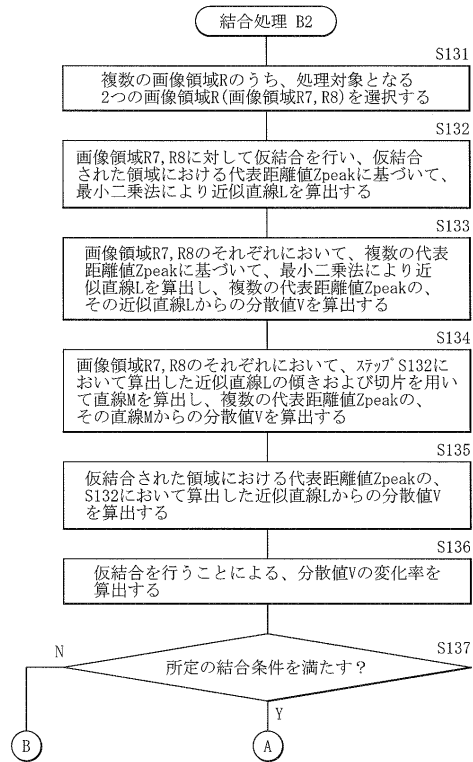 結合処理 B2
S131
複数の画像領域Rのうち、処理対象となる
2つの画像領域R(画像領域R7,R8)を選択する
S132
画像領域R7,R8に対して仮結合を行い、仮結合
された領域における代表距離値Zpeakに基づいて、
最小二乗法により近似直線Lを算出する
S133
画像領域R7,R8のそれぞれにおいて、複数の代表
距離値Zpeakに基づいて、最小二乗法により近
似直線Lを算出し、複数の代表距離値Zpeakの、
その近似直線Lからの分散値Vを算出する
S134
画像領域R7,R8のそれぞれにおいて、ステップS132に
おいて算出した近似直線Lの傾きおよび切片を用い
て直線Mを算出し、複数の代表距離値Zpeakの、
その直線Mからの分散値Vを算出する
S135
仮結合された領域における代表距離値Zpeakの、
S132において算出した近似直線Lからの分散値V
を算出する
S136
仮結合を行うことによる、分散値Vの変化率を
算出する
S137
所定の結合条件を満たす？
N
Y
B
A